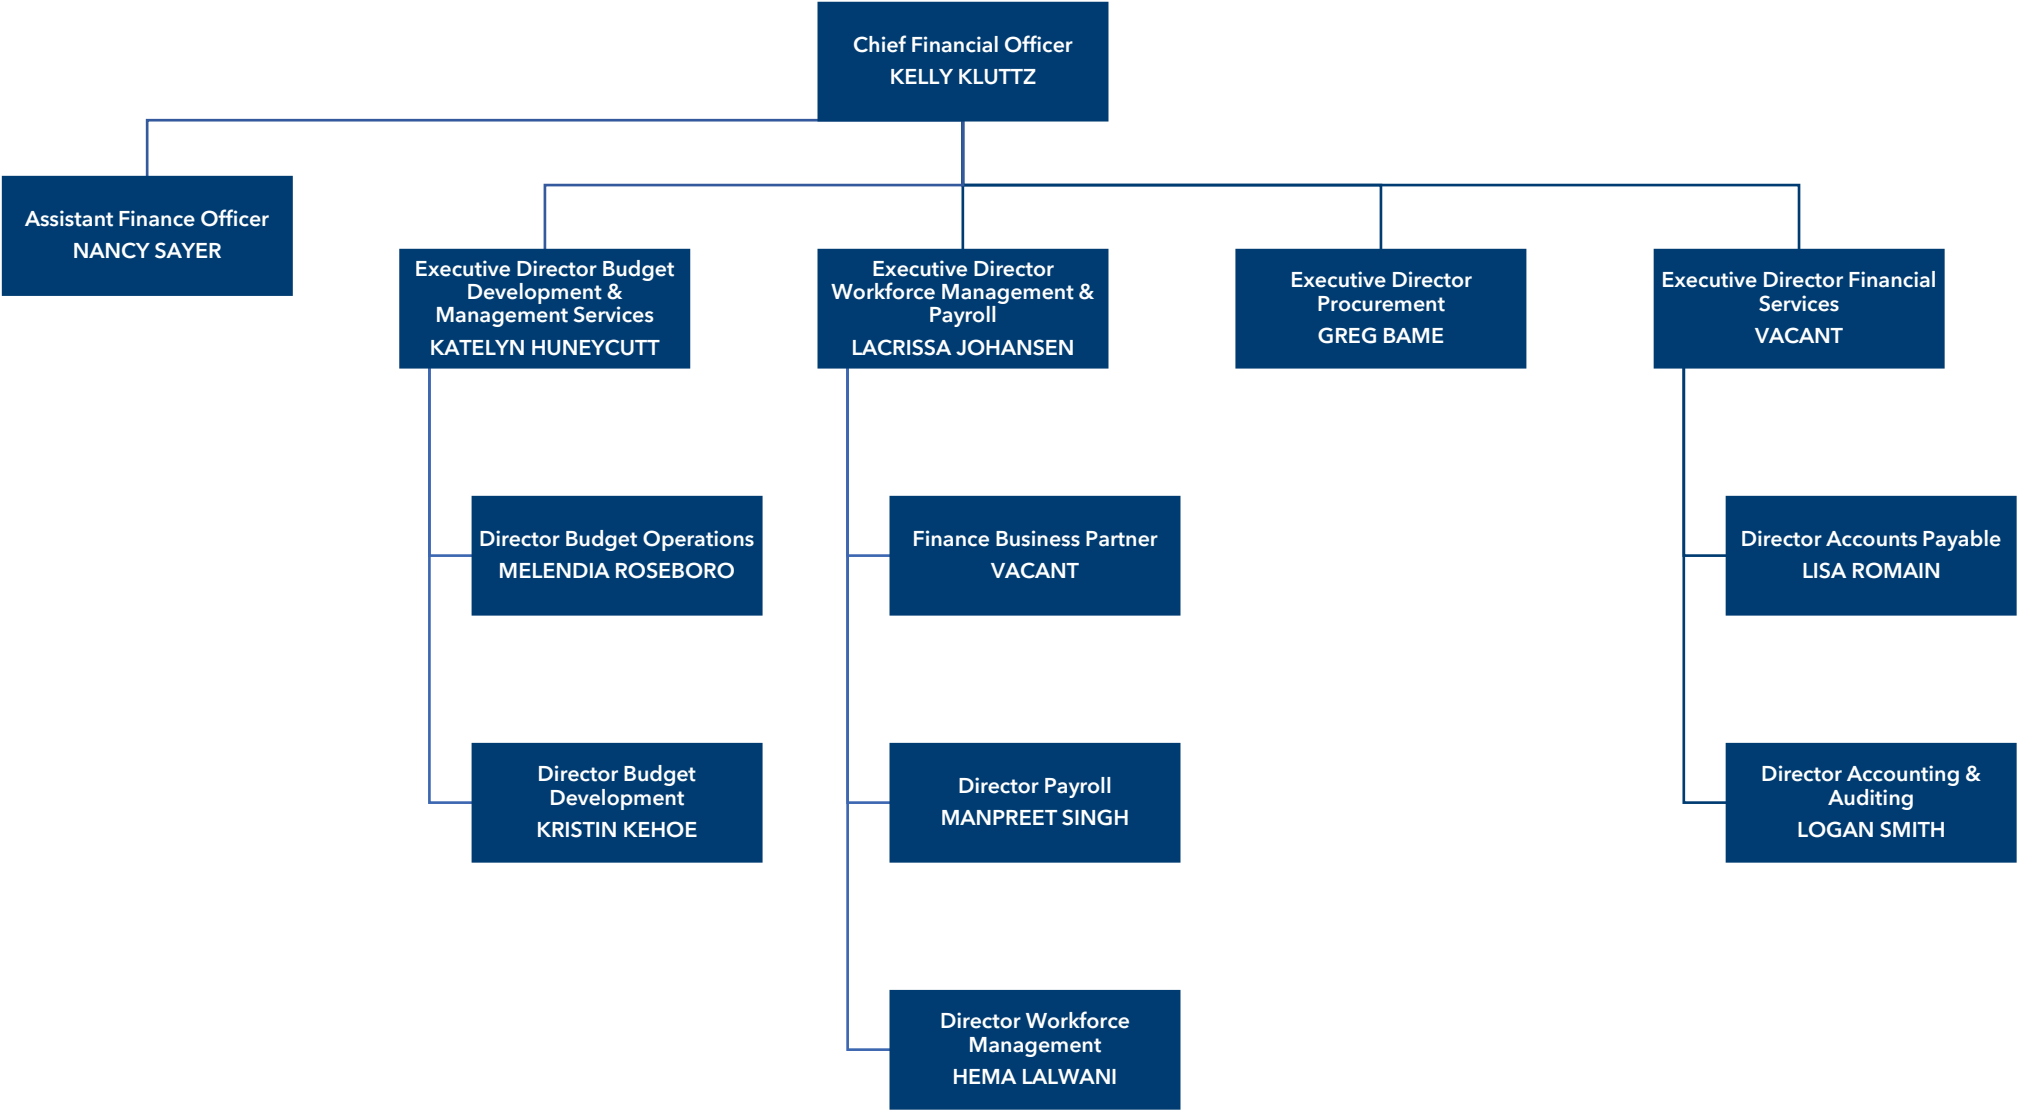 Chief Financial Officer
KELLY KLUTTZ
Assistant Finance Officer
NANCY SAYER
Executive Director Budget
Development &
Management Services
KATELYN HUNEYCUTT
Executive Director
Workforce Management &
Payroll
LACRISSA JOHANSEN
Executive Director
Procurement
GREG BAME
Executive Director Financial
Services
VACANT
Director Budget Operations
MELENDIA ROSEBORO
Finance Business Partner
VACANT
Director Accounts Payable
LISA ROMAIN
Director Budget
Development
KRISTIN KEHOE
Director Payroll
MANPREET SINGH
Director Accounting &
Auditing
LOGAN SMITH
Director Workforce
Management
HEMA LALWANI